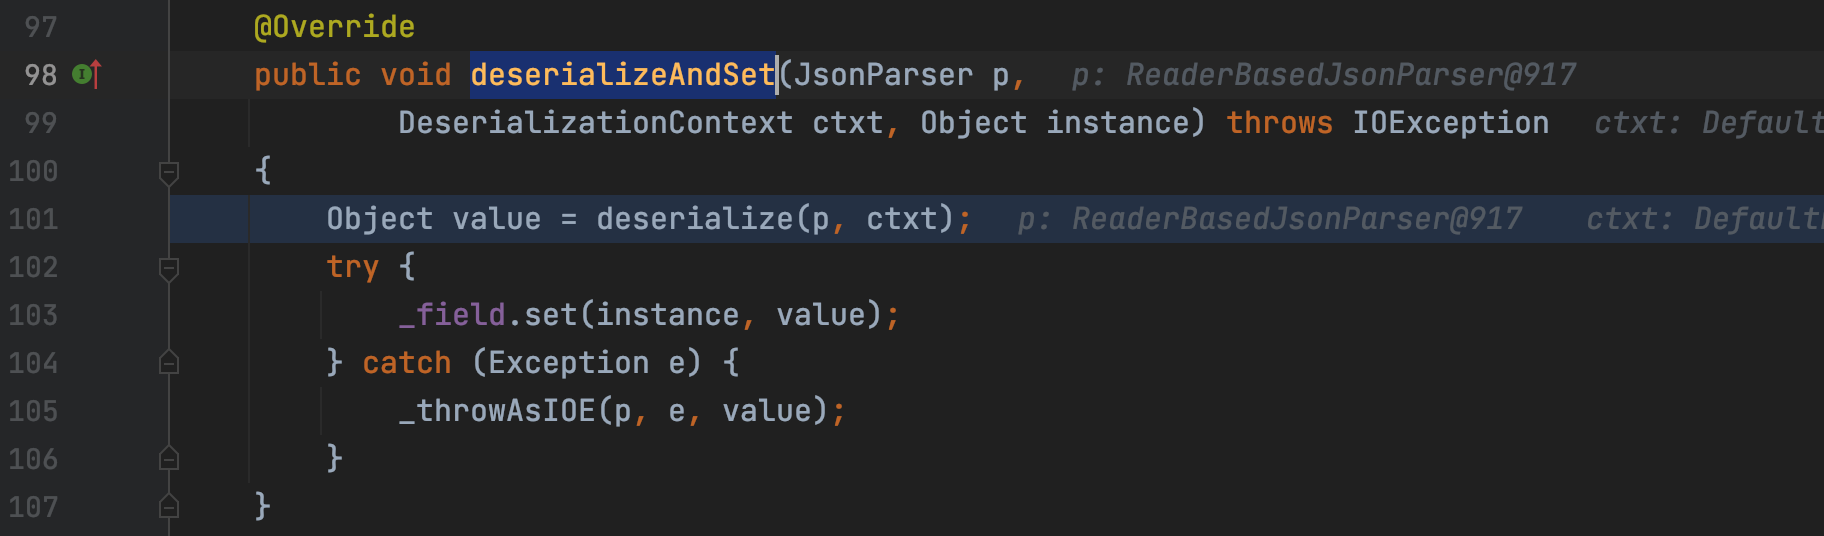 97 @Override
98 public void deserializeAndSet(JsonParser p, p: ReaderBasedJsonParser@917
99 DeserializationContext ctxt, Object instance) throws IOException ctxt: Default
100 {
101 Object value = deserialize(p, ctxt); p: ReaderBasedJsonParser@917 ctxt: Default
102 try {
103 _field.set(instance, value);
104 } catch (Exception e) {
105 _throwAsIOE(p, e, value);
106 }
107 }